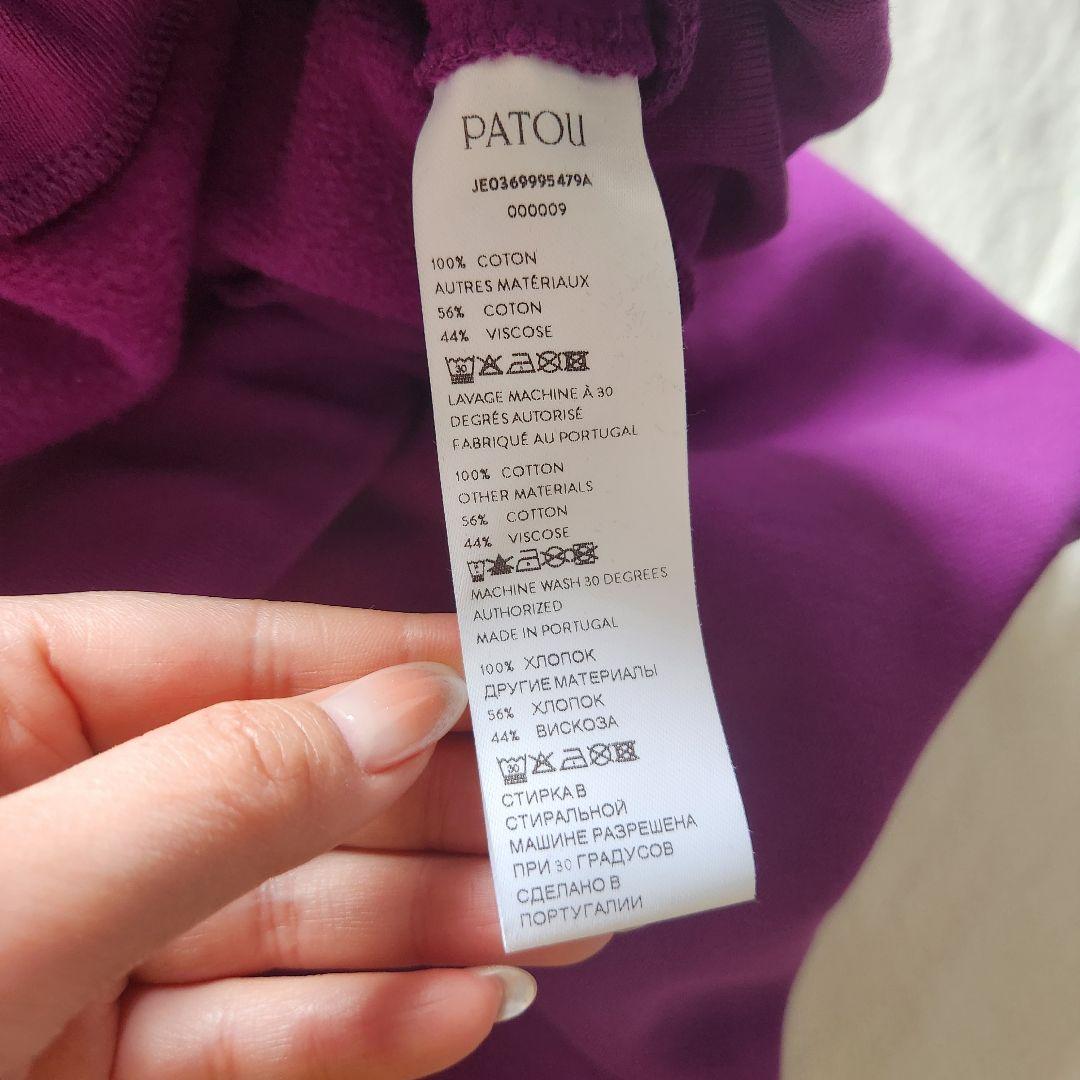 PATOU
JE0369995479A
000009
100% COTON
AUTRES MATÉRIAUX
56% COTON
44% VISCOSE
30
LAVAGE MACHINE À 30
DEGRÉS AUTORISÉ
FABRIQUÉ AU PORTUGAL
100% COTTON
OTHER MATERIALS
56% COTTON
44% VISCOSE
MACHINE WASH 30 DEGREES
AUTHORIZED
MADE IN PORTUGAL
100% ХЛОПОК
ДРУГИЕ МАТЕРИАЛЫ
56% ХЛОПОК
44% ВИСКОЗА
30
СТИРКА В
СТИРАЛЬНОЙ
МАШИНЕ РАЗРЕШЕНА
ПРИ 30 ГРАДУСОВ
СДЕЛАНО В
ПОРТУГАЛИИ